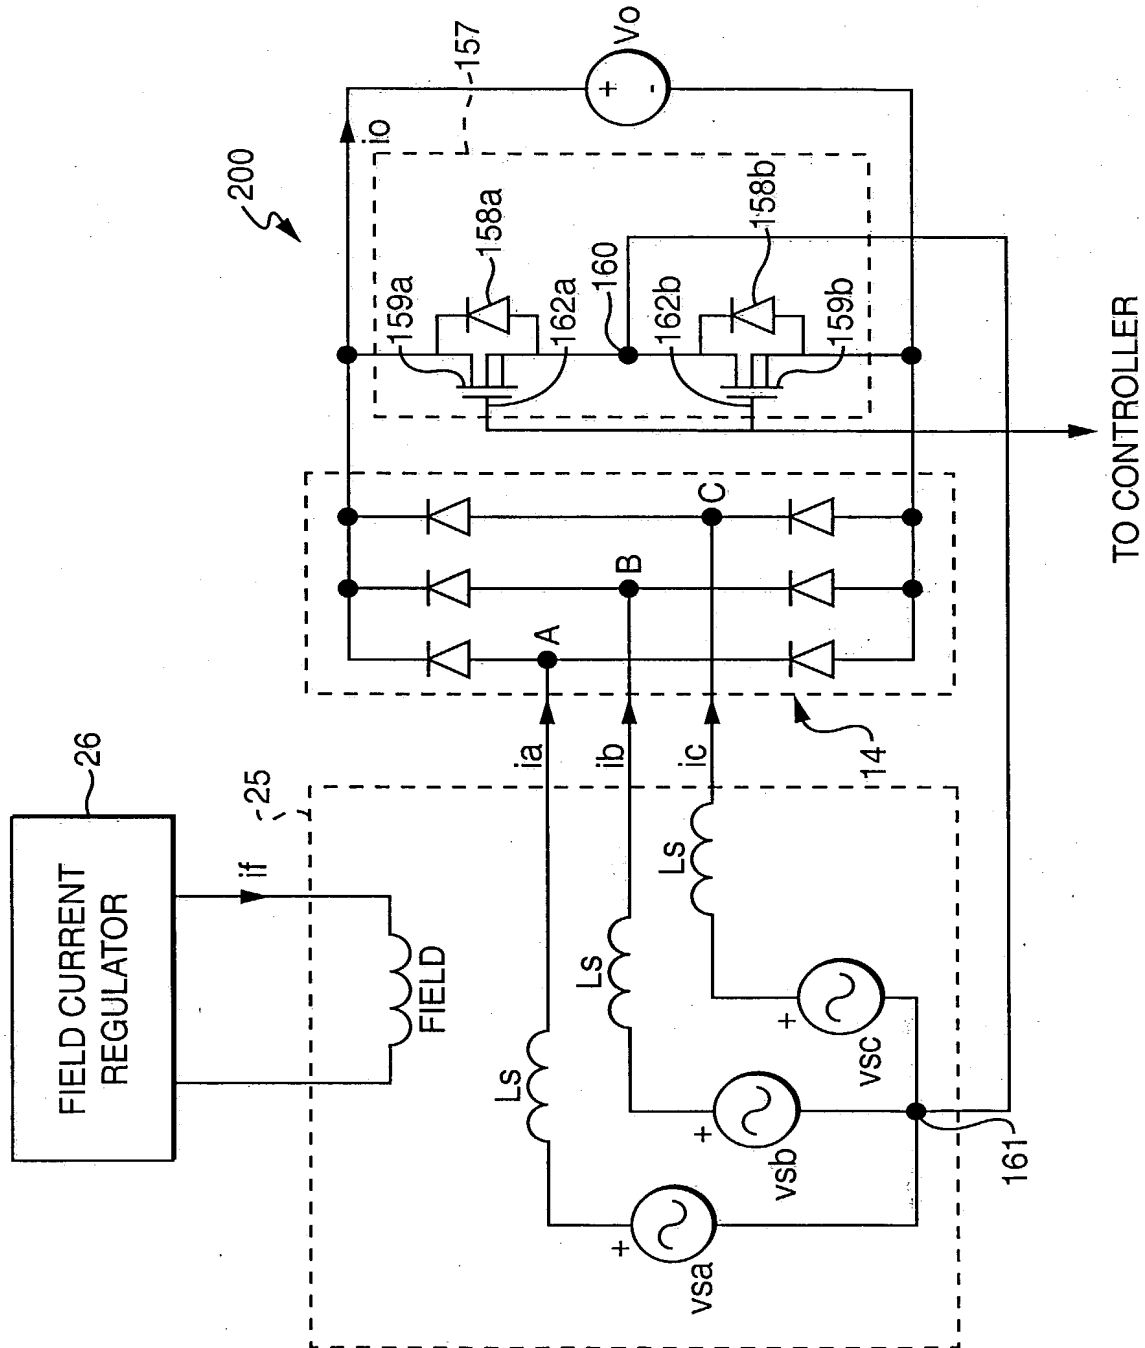 200
FIELD CURRENT
REGULATOR
26
if
FIELD
25
Ls
Ls
Ls
vsa
vsb
vsc
+
+
+
161
ia
ib
ic
A
B
C
14
io
157
159a
158a
162a
160
162b
158b
159b
+
-
Vo
TO CONTROLLER